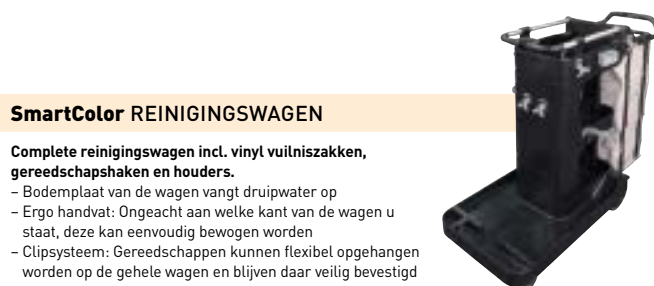 SmartColor REINIGINGSWAGEN
Complete reinigingswagen incl. vinyl vuilniszakken,
gereedschapshaken en houders.
– Bodemplaat van de wagen vangt druipwater op
– Ergo handvat: Ongeacht aan welke kant van de wagen u
staat, deze kan eenvoudig bewogen worden
– Clipsysteem: Gereedschappen kunnen flexibel opgehangen
worden op de gehele wagen en blijven daar veilig bevestigd